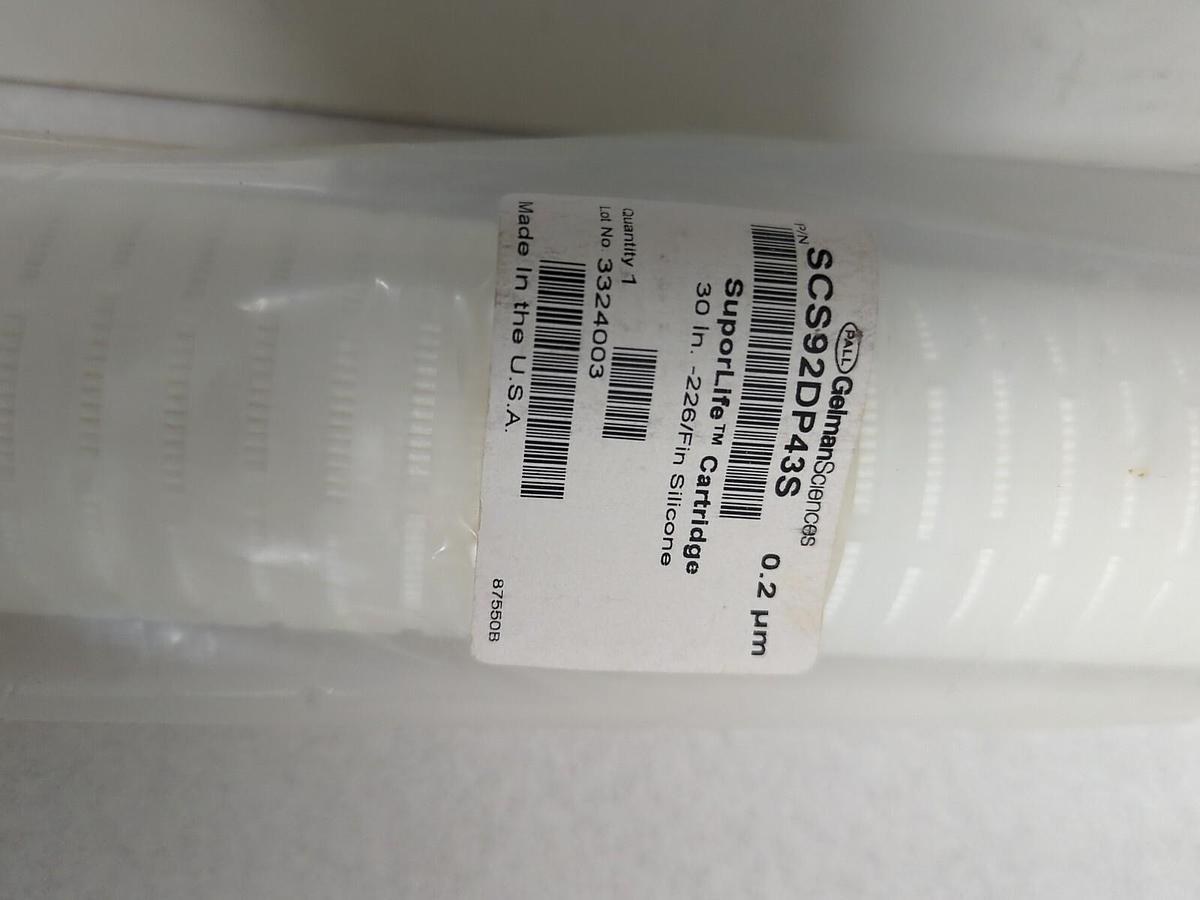 PALL GelmanSciences
P/N SCS92DP43S 0.2 µm
SuporLife™ Cartridge
30 In. -226/Fin Silicone
Quantity 1
Lot No. 3324003
Made In the U.S.A.
87550B